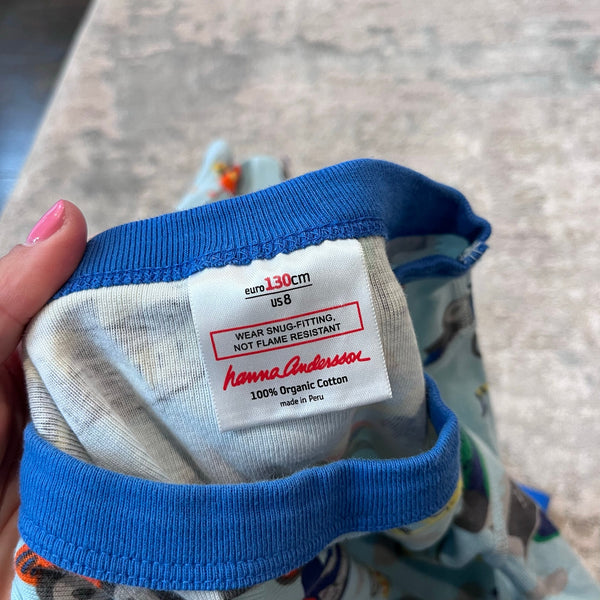 euro 130cm
US 8
WEAR SNUG-FITTING,
NOT FLAME RESISTANT
hanna Andersson
100% Organic Cotton
made in Peru